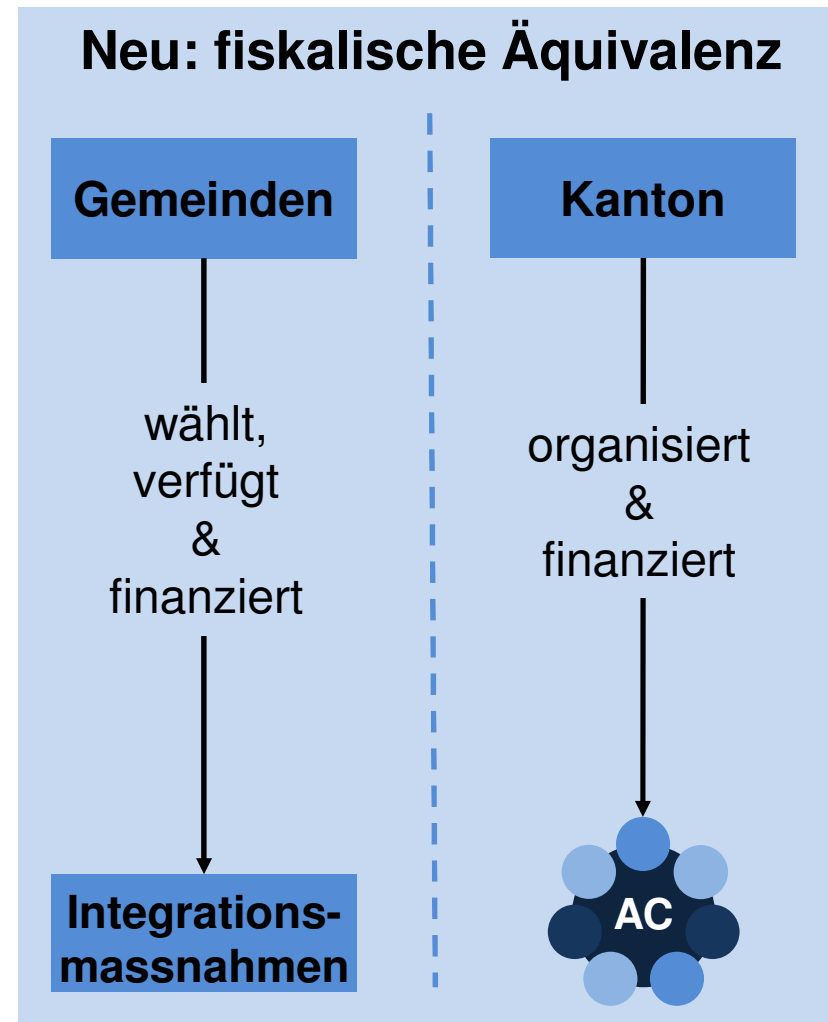 Neu: fiskalische Äquivalenz
Gemeinden
wählt,
verfügt
&
finanziert
Integrations-
massnahmen
Kanton
organisiert
&
finanziert
AC